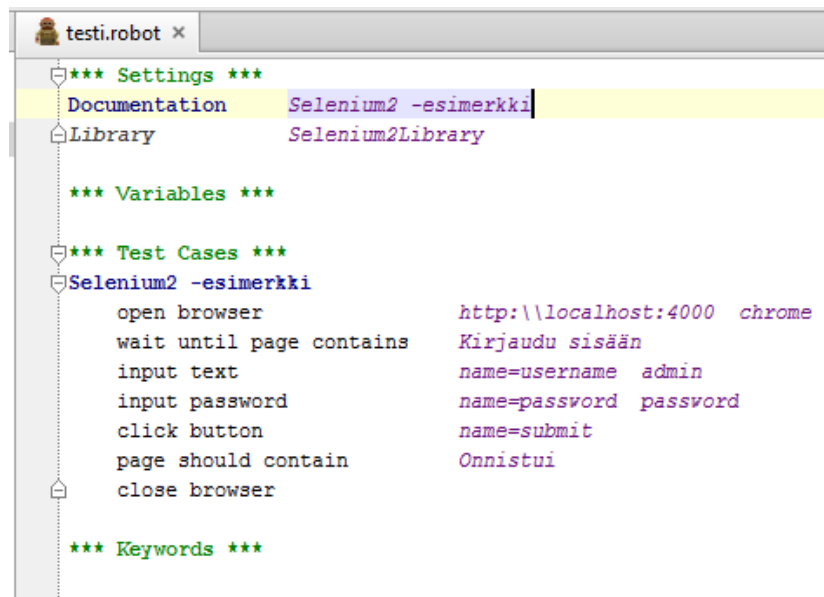 testi.robot ×
*** Settings ***
Documentation Selenium2 -esimerkki
Library Selenium2Library
*** Variables ***
*** Test Cases ***
Selenium2 -esimerkki
open browser http:\\localhost:4000 chrome
wait until page contains Kirjaudu sisään
input text name=username admin
input password name=password password
click button name=submit
page should contain Onnistui
close browser
*** Keywords ***